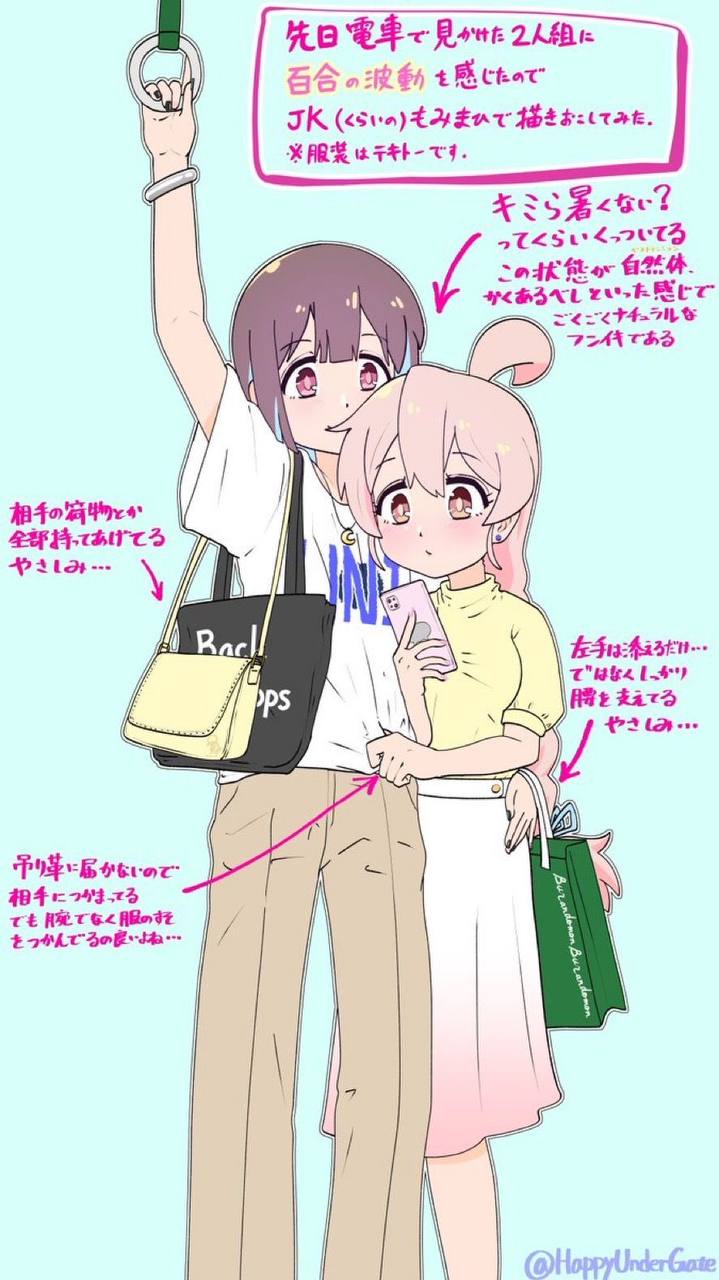 先日電車で見かけた2人組に
百合の波動を感じたので
JK(くらいの)もみまひで描きおこしてみた.
※服装はテキトーです.
キミら暑くない?
ってくらいくっついてる
この状態が自然体、
かくあるべしといった感じで
ごくごくナチュラルな
フンイキである
相手の荷物とか
全部持ってあげてる
やさしみ…
左手は添えるだけ…
ではなくしっかり
腰を支えてる
やさしみ…
吊り革に届かないので
相手につかまってる
でも腕でなく服のすそ
をつかんでるの良いよね…
UNI
Bac
ops
Burandomon Burandomon
@HappyUnderGate